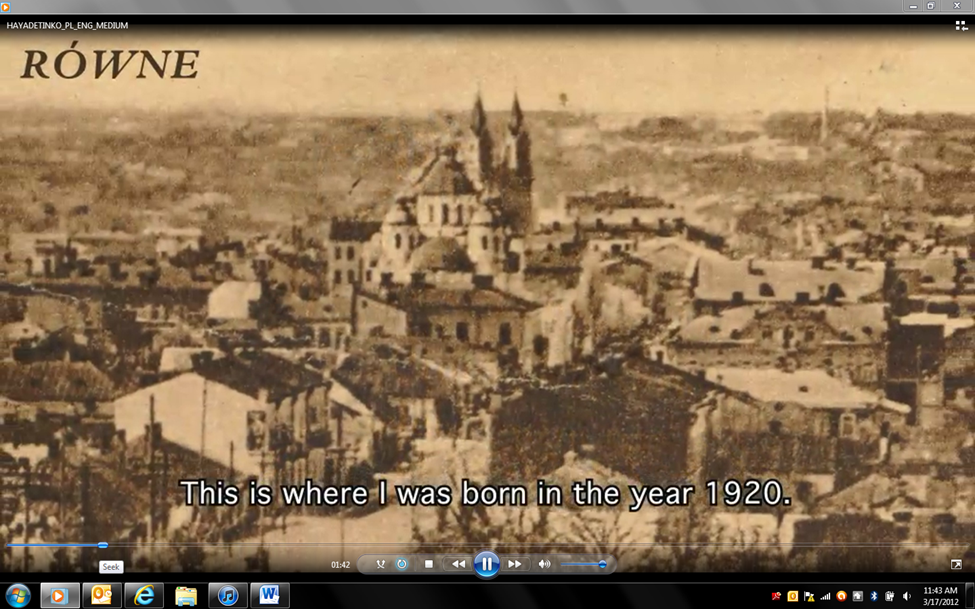 HAYADETINKO_PL_ENG_MEDIUM
RÓWNE
This is where I was born in the year 1920.
Seek
01:42
11:43 AM
3/17/2012